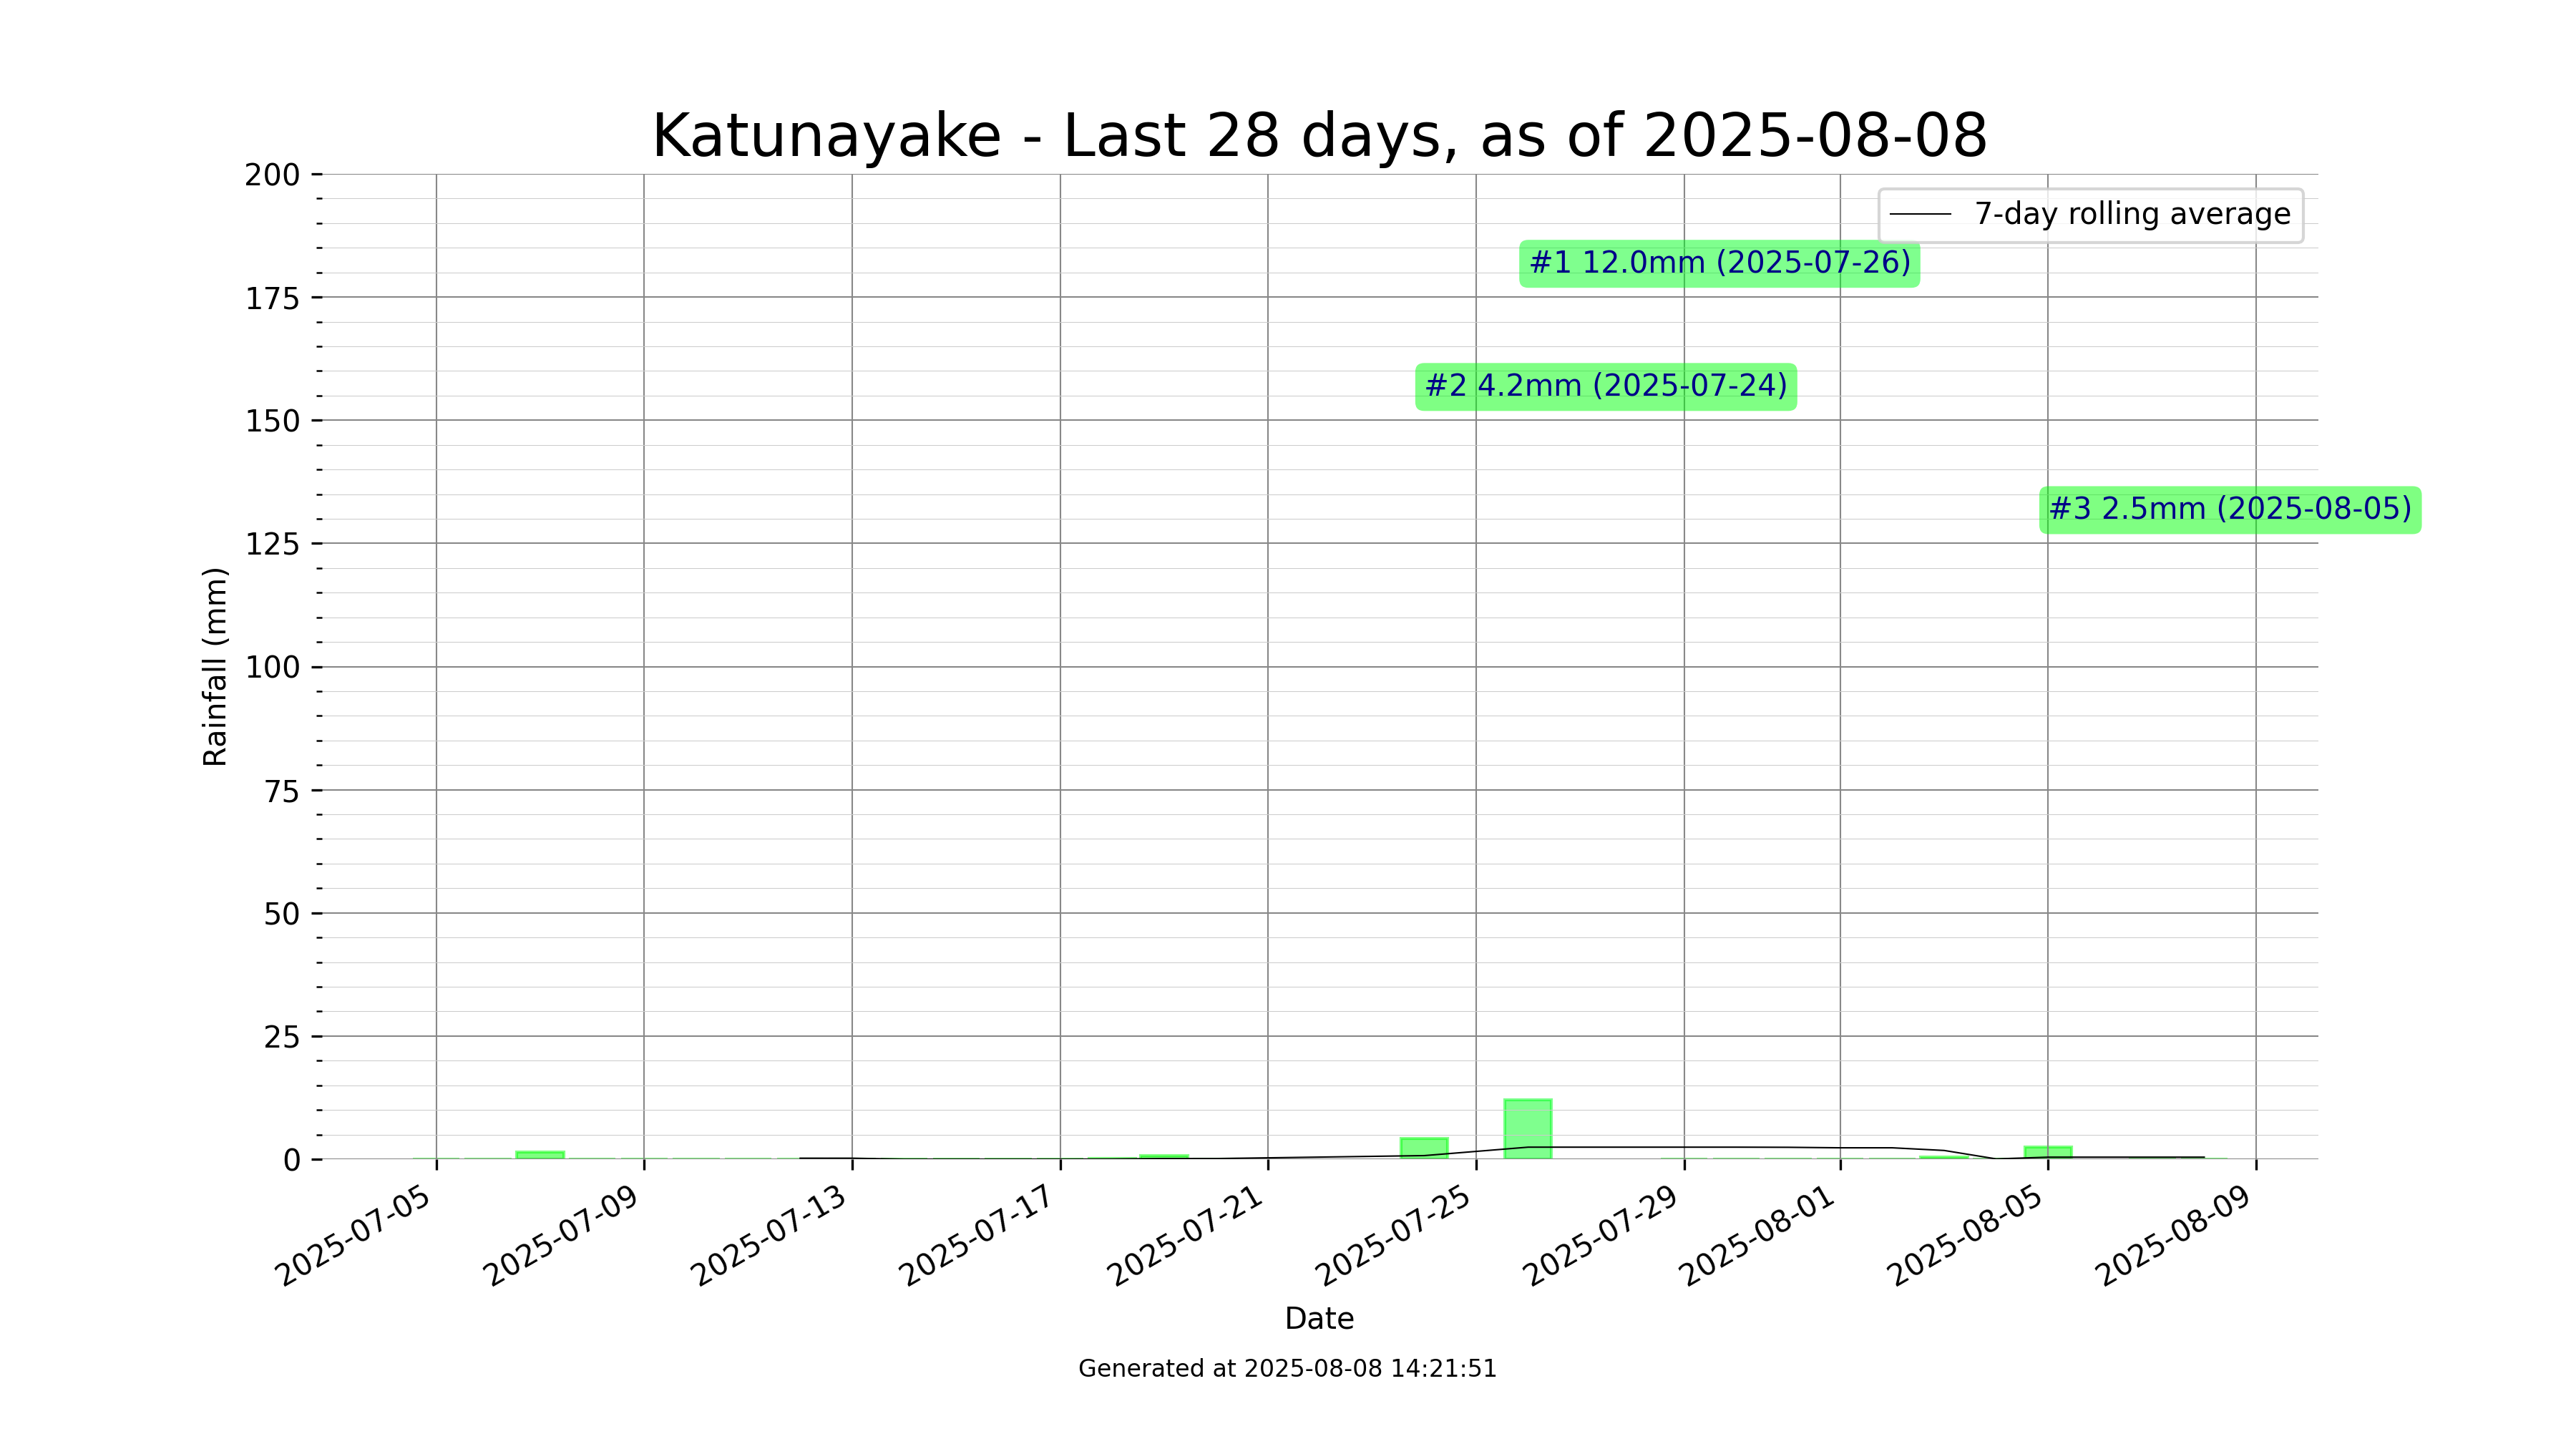 Katunayake - Last 28 days, as of 2025-08-08
7-day rolling average
#1 12.0mm (2025-07-26)
#2 4.2mm (2025-07-24)
#3 2.5mm (2025-08-05)
Rainfall (mm)
200
175
150
125
100
75
50
25
0
2025-07-05
2025-07-09
2025-07-13
2025-07-17
2025-07-21
2025-07-25
2025-07-29
2025-08-01
2025-08-05
2025-08-09
Date
Generated at 2025-08-08 14:21:51